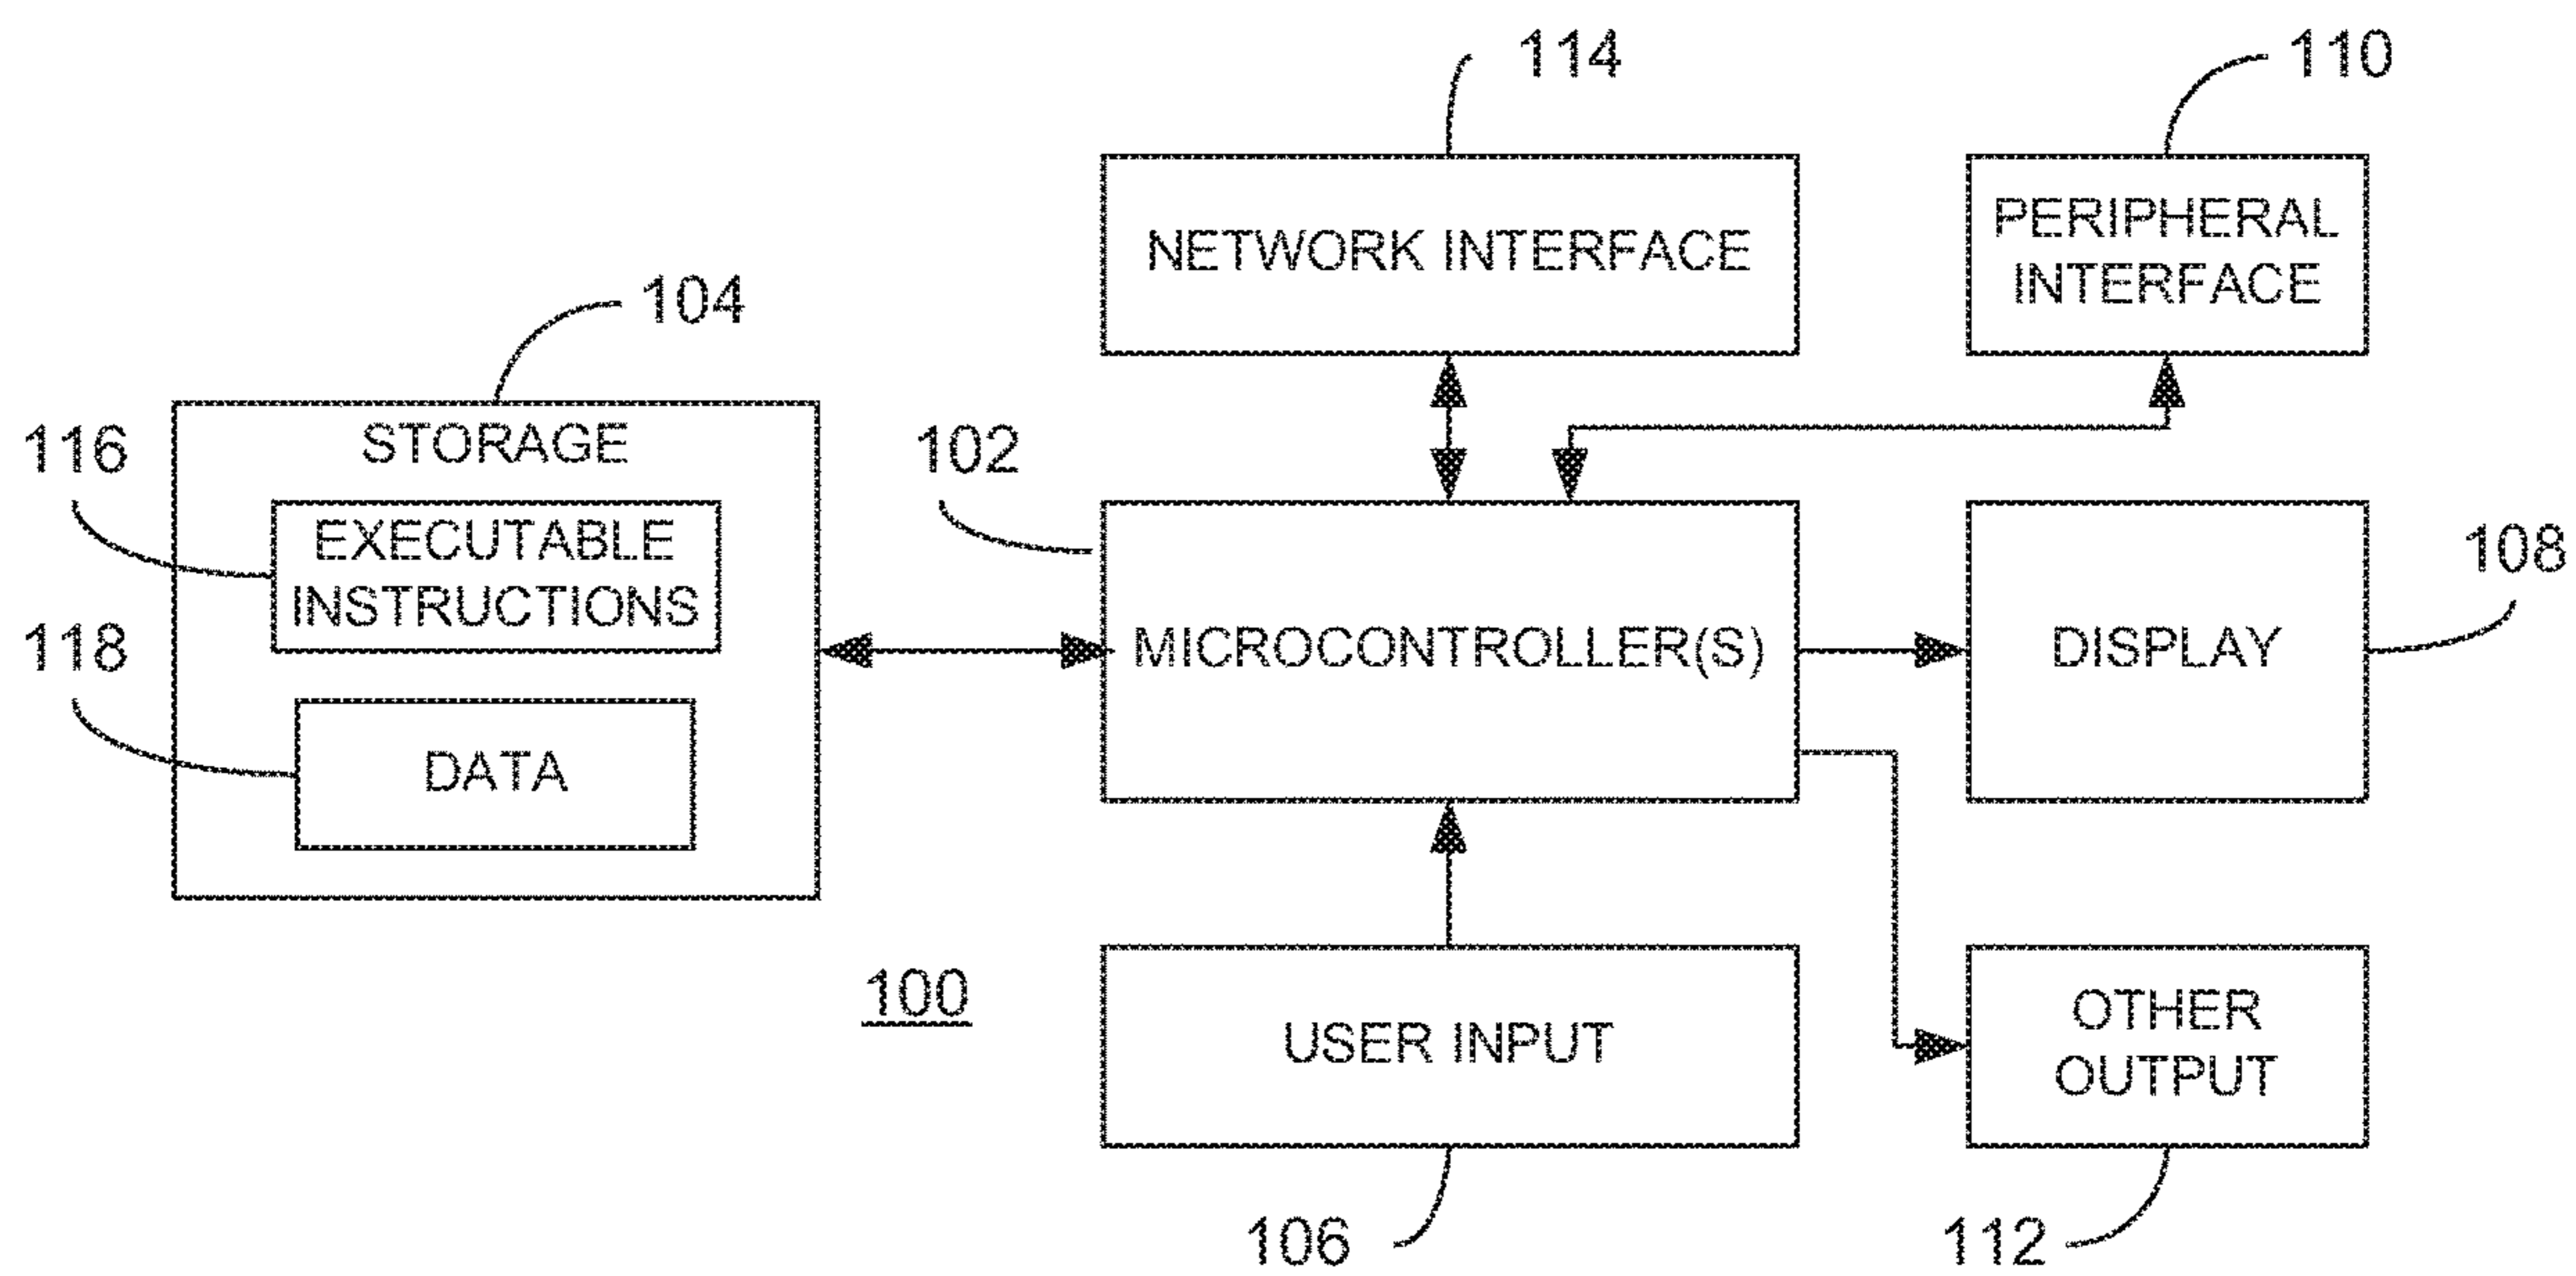 114
110
NETWORK INTERFACE
PERIPHERAL
INTERFACE
104
STORAGE
116
EXECUTABLE
INSTRUCTIONS
118
DATA
102
MICROCONTROLLER(S)
DISPLAY
108
100
USER INPUT
OTHER
OUTPUT
106
112